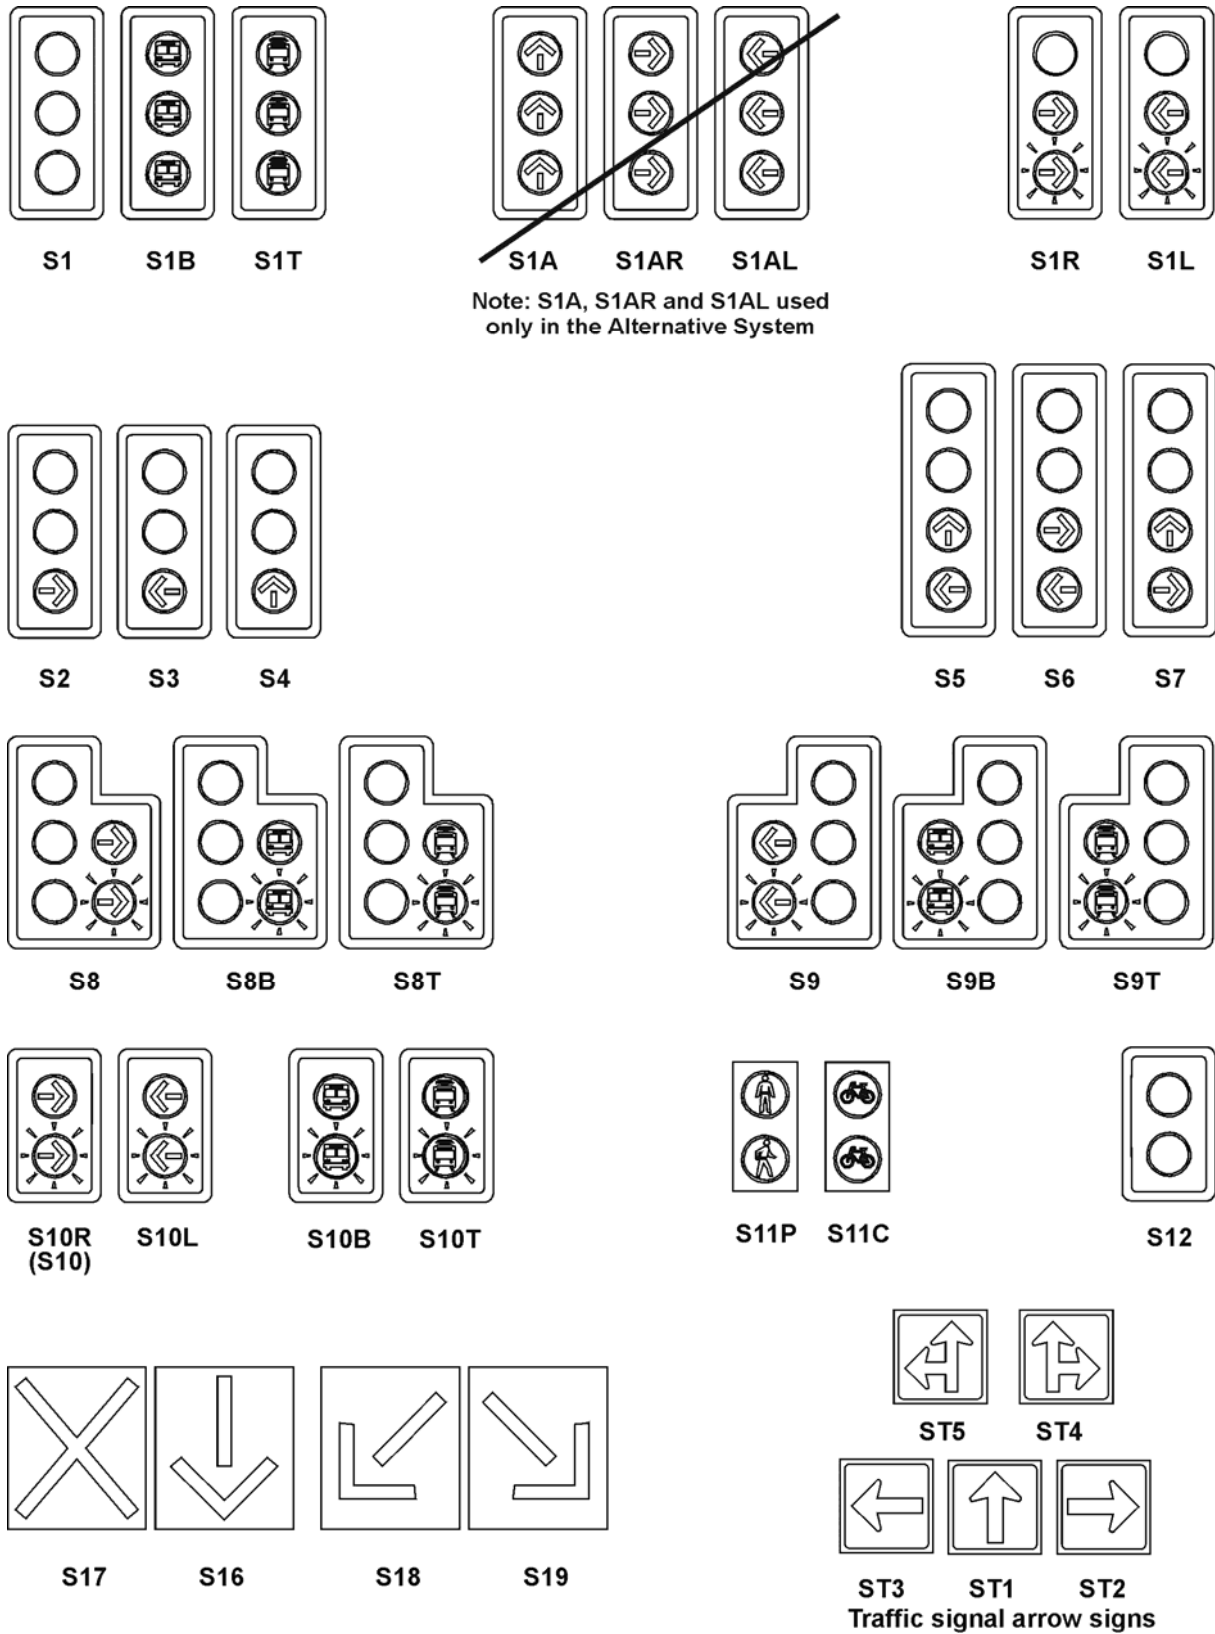 S1 S1B S1T S1A S1AR S1AL S1R S1L
Note: S1A, S1AR and S1AL used
only in the Alternative System
S2 S3 S4 S5 S6 S7
S8 S8B S8T S9 S9B S9T
S10R S10L S10B S10T S11P S11C S12
(S10)
ST5 ST4
S17 S16 S18 S19 ST3 ST1 ST2
Traffic signal arrow signs